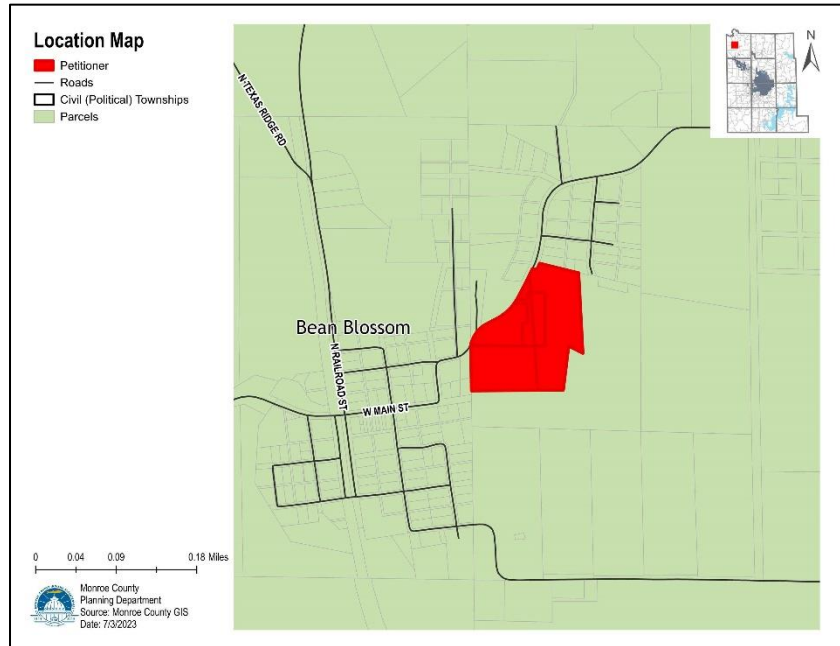 Location Map
Petitioner
Roads
Civil (Political) Townships
Parcels
N
N TEXAS RIDGE RD
Bean Blossom
N RAILROAD ST
W MAIN ST
0 0.04 0.09 0.18 Miles
Monroe County
Planning Department
Source: Monroe County GIS
Date: 7/3/2023